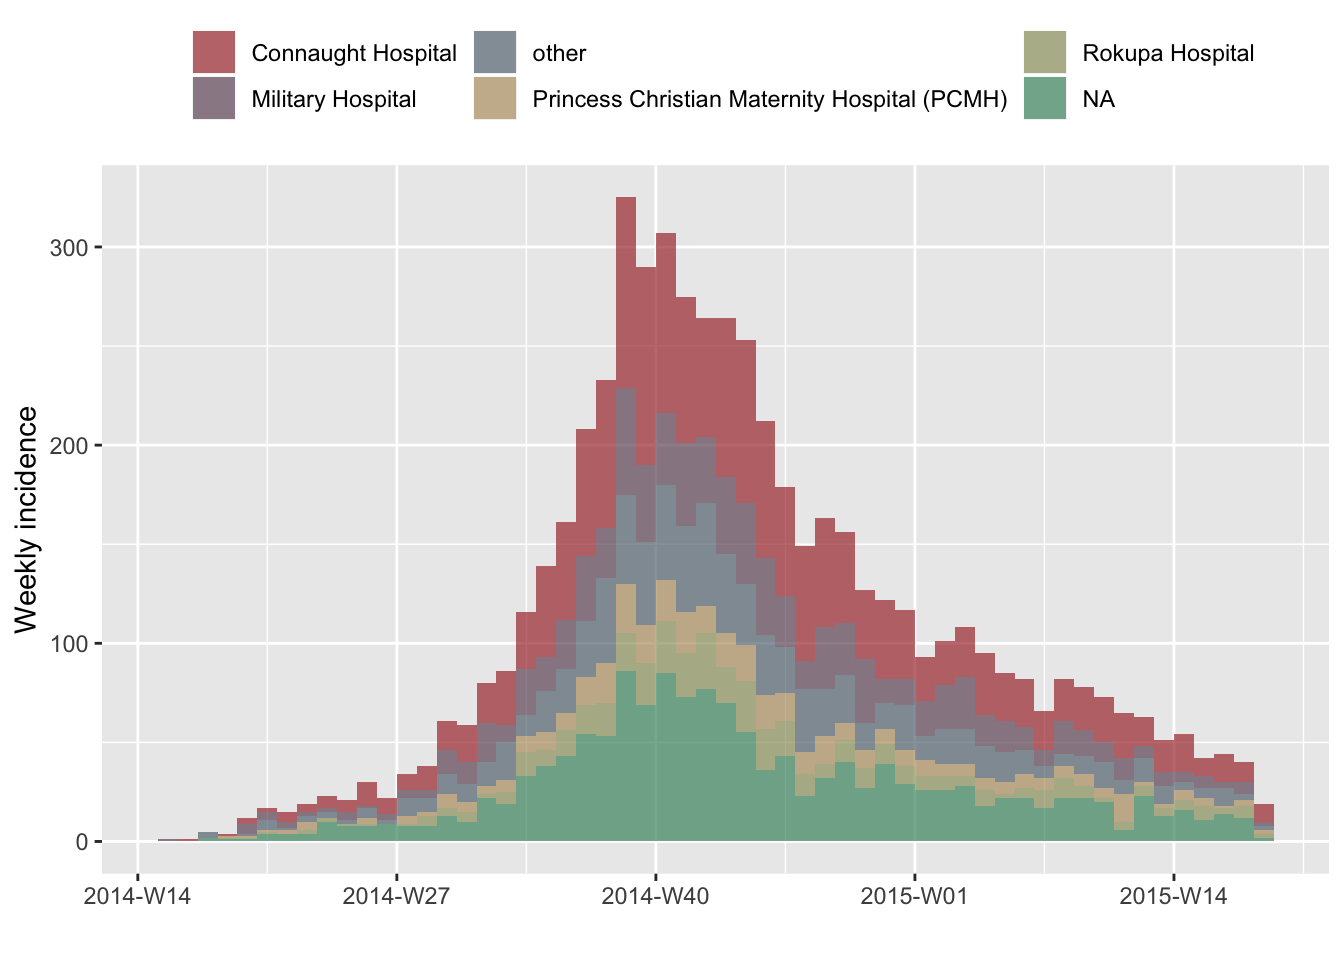 Connaught Hospital
Military Hospital
other
Princess Christian Maternity Hospital (PCMH)
Rokupa Hospital
NA
Weekly incidence
300
200
100
0
2014-W14
2014-W27
2014-W40
2015-W01
2015-W14